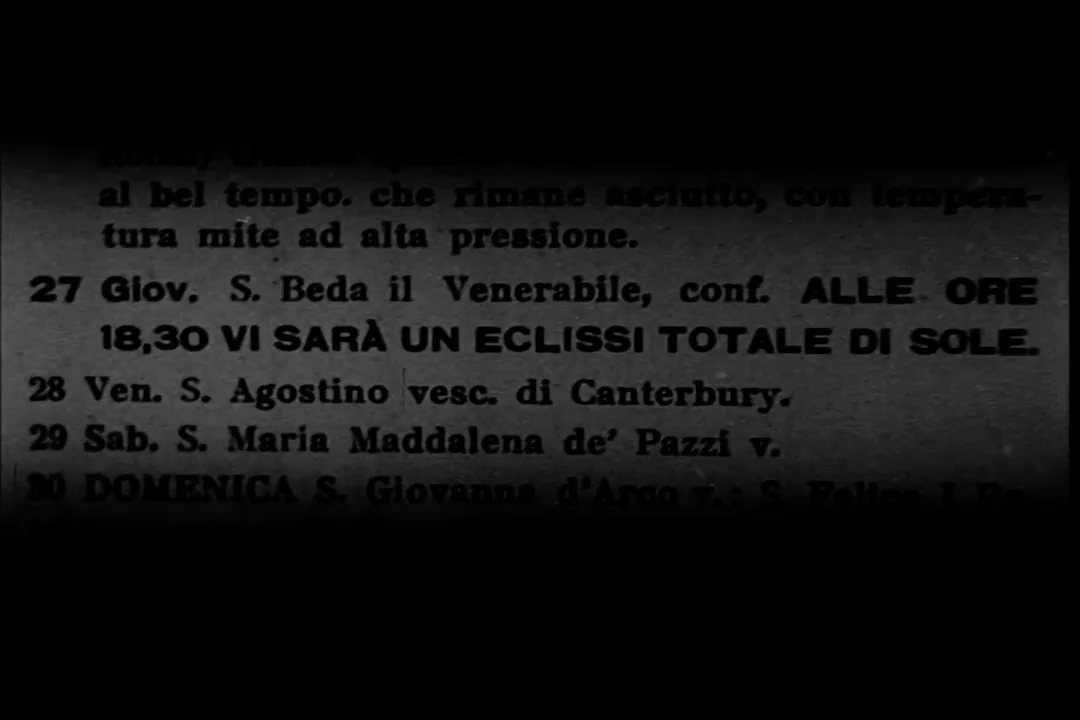 al bel tempo. che rimane asciutto, con tempera-
tura mite ad alta pressione.
27 Giov. S. Beda il Venerabile, conf. ALLE ORE
18,30 VI SARÀ UN ECLISSI TOTALE DI SOLE.
28 Ven. S. Agostino vesc. di Canterbury.
29 Sab. S. Maria Maddalena de' Pazzi v.
30 DOMENICA S. Giovanna d'Arco v.; S. Felice I